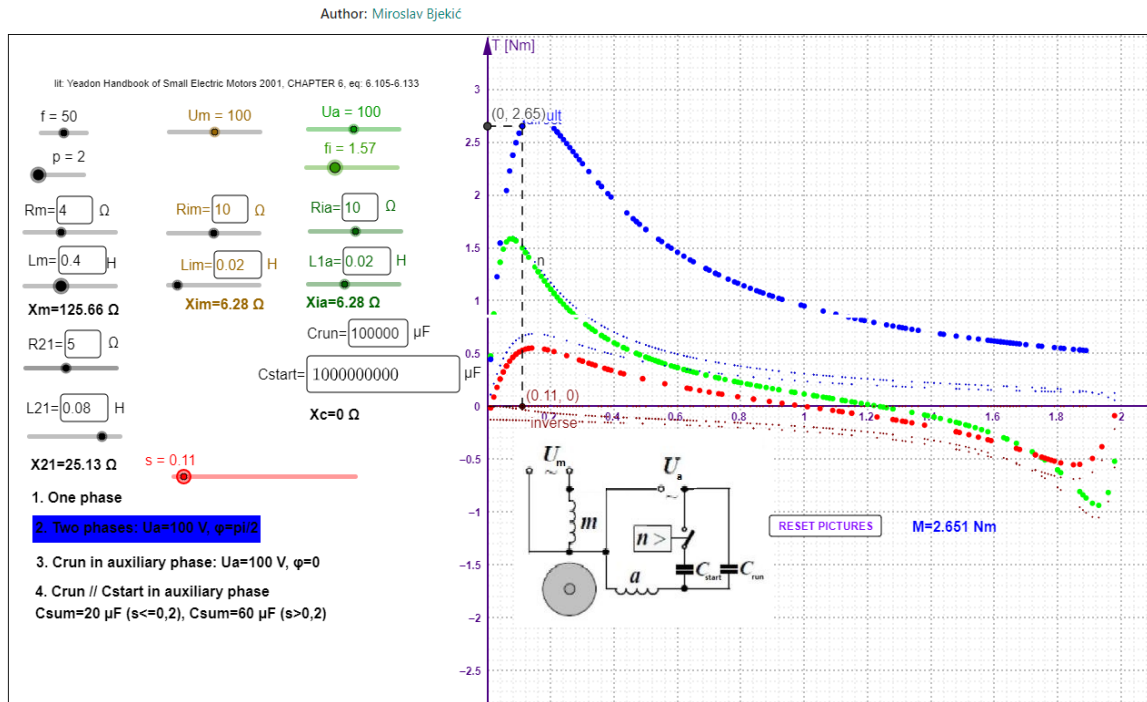 Author: Miroslav Bjekić
lit: Yeadon Handbook of Small Electric Motors 2001, CHAPTER 6, eq: 6.105-6.133
f = 50
Um = 100
Ua = 100
p = 2
fi = 1.57
Rm= 4 Ω
Rim= 10 Ω
Ria= 10 Ω
Lm= 0.4 H
Lim= 0.02 H
L1a= 0.02 H
Xm=125.66 Ω
Xim=6.28 Ω
Xia=6.28 Ω
R21= 5 Ω
Crun= 100000 μF
Cstart= 1000000000 μF
L21= 0.08 H
Xc=0 Ω
X21=25.13 Ω
s = 0.11
1. One phase
2. Two phases: Ua=100 V, φ=pi/2
3. Crun in auxiliary phase: Ua=100 V, φ=0
4. Crun // Cstart in auxiliary phase
Csum=20 μF (s<=0,2), Csum=60 μF (s>0,2)
T [Nm]
3
(0, 2.65)
2.5
2
1.5
n
1
0.5
(0.11, 0)
0
0.2 0.4 0.6 0.8 1 1.2 1.4 1.6 1.8 2
inverse
−0.5
−1
−1.5
−2
−2.5
U m
~
U a
~
m
n >
C start
C run
a
RESET PICTURES
M=2.651 Nm